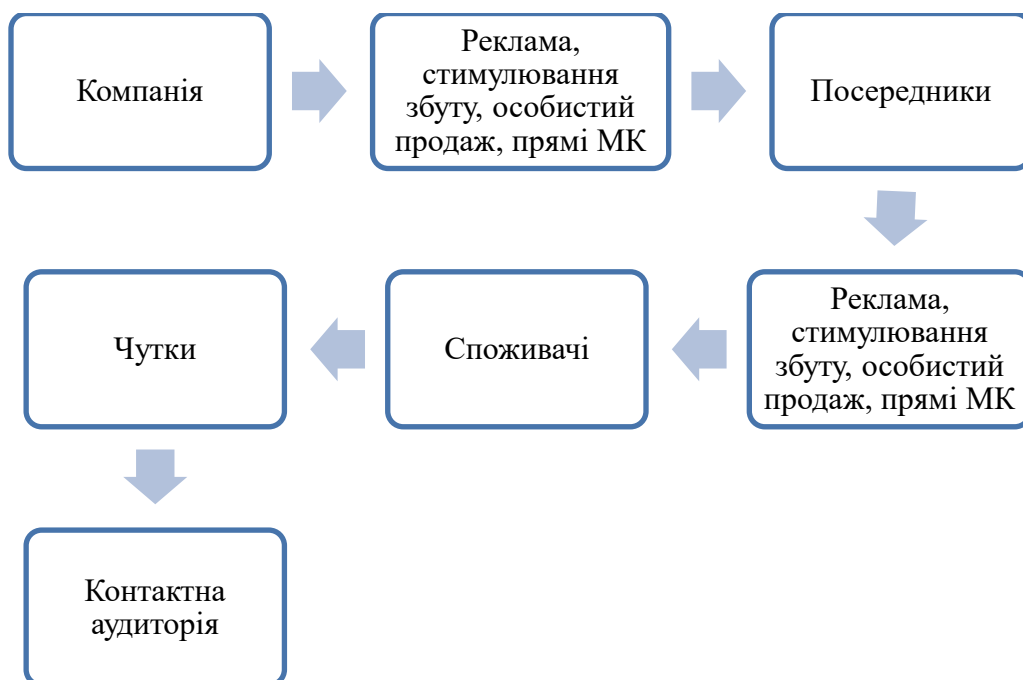 Компанія
Реклама,
стимулювання
збуту, особистий
продаж, прямі МК
Посередники
Реклама,
стимулювання
збуту, особистий
продаж, прямі МК
Споживачі
Чутки
Контактна
аудиторія